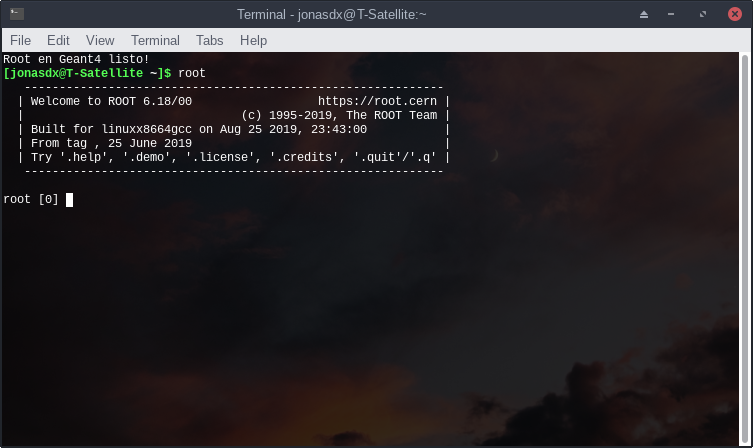 Terminal - jonasdx@T-Satellite:~
File Edit View Terminal Tabs Help
Root en Geant4 listo!
[jonasdx@T-Satellite ~]$ root
------------------------------------------------------------
| Welcome to ROOT 6.18/00                  https://root.cern |
|                               (c) 1995-2019, The ROOT Team |
| Built for linuxx8664gcc on Aug 25 2019, 23:43:00           |
| From tag , 25 June 2019                                    |
| Try '.help', '.demo', '.license', '.credits', '.quit'/'.q' |
------------------------------------------------------------
root [0]